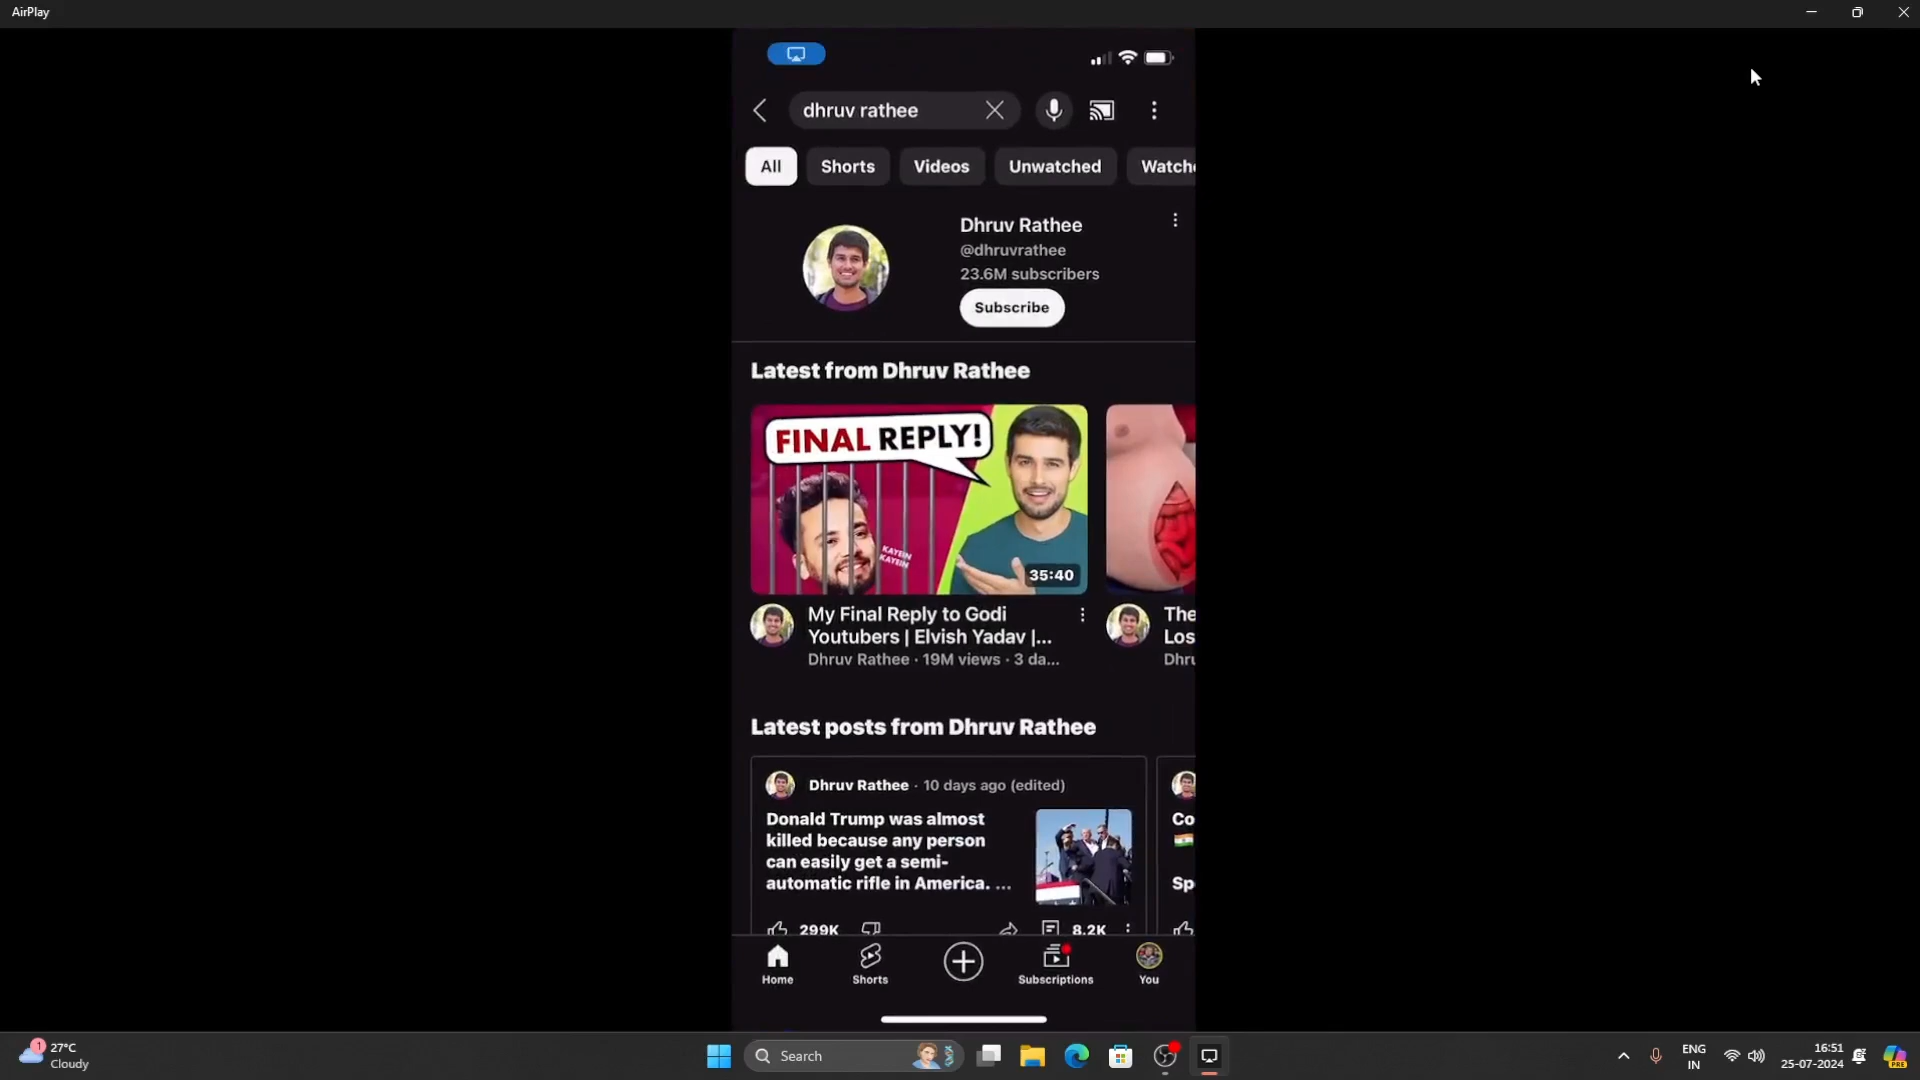 AirPlay
dhruv rathee
All
Shorts
Videos
Unwatched
Watche
Dhruv Rathee
@dhruvrathee
23.6M subscribers
Subscribe
Latest from Dhruv Rathee
FINAL REPLY!
KAYEIN
KAYEIN
35:40
My Final Reply to Godi
Youtubers | Elvish Yadav |...
Dhruv Rathee · 19M views · 3 da...
The
Los
Dhru
Latest posts from Dhruv Rathee
Dhruv Rathee · 10 days ago (edited)
Donald Trump was almost
killed because any person
can easily get a semi-
automatic rifle in America. ...
299K
8.2K
Co
Sp
Home
Shorts
Subscriptions
You
1
27°C
Cloudy
Search
ENG
IN
16:51
25-07-2024
PRE